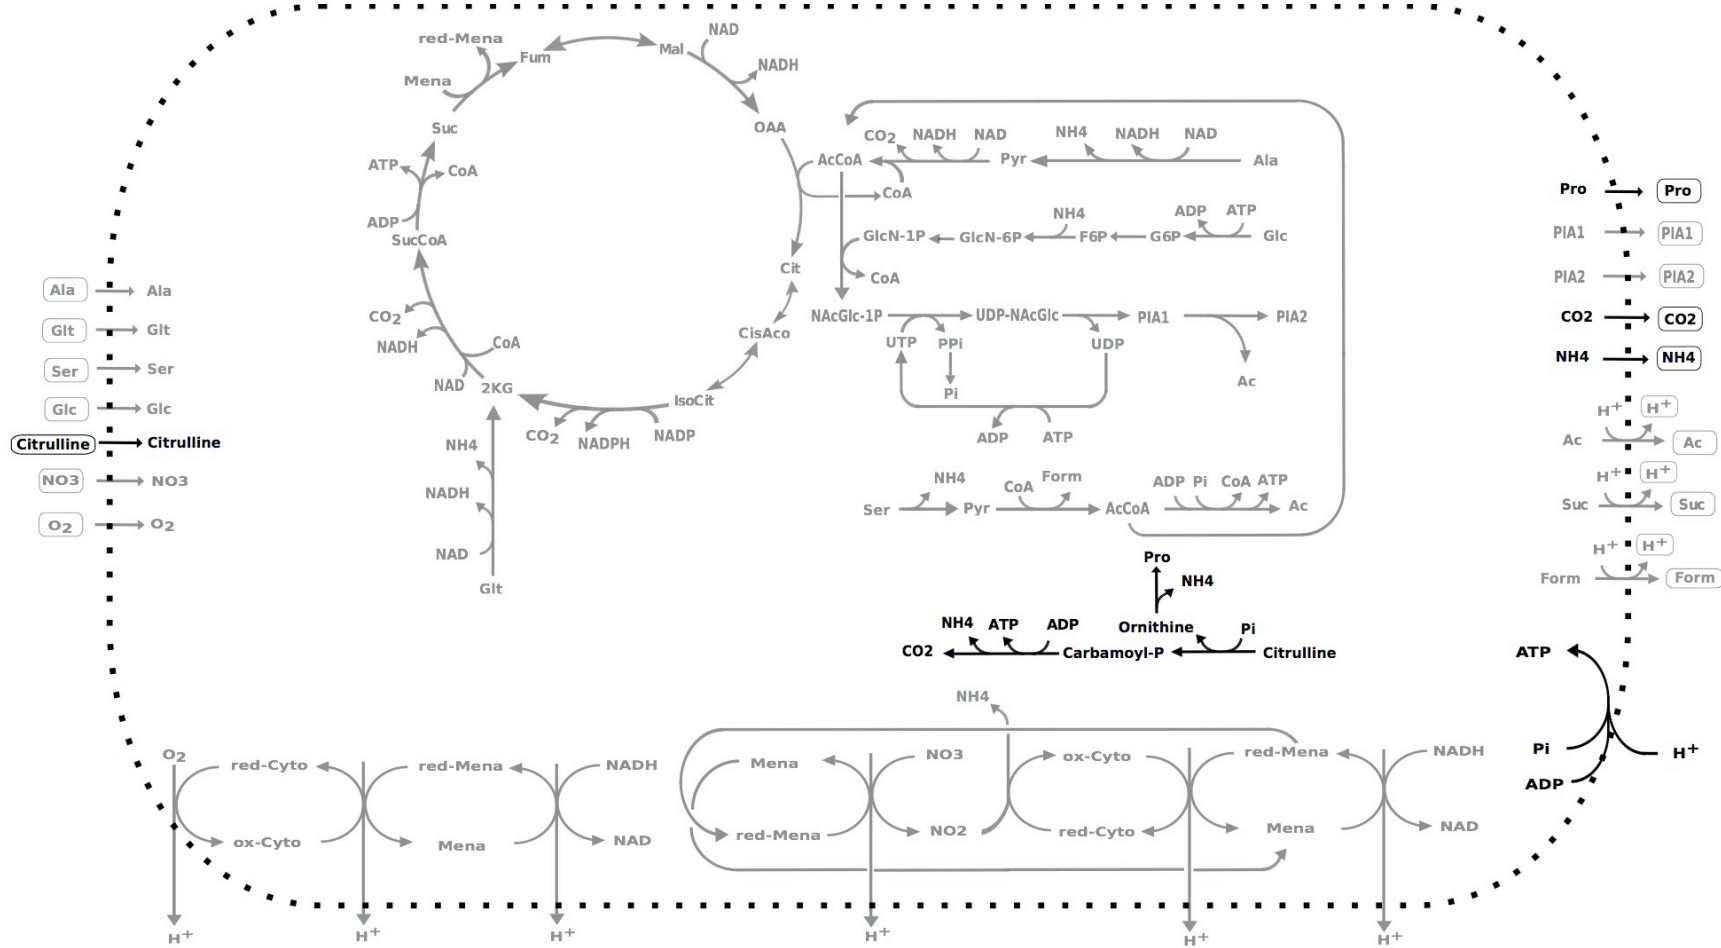 red-Mena
Fum
Mal
NAD
NADH
Mena
Suc
OAA
ATP
CoA
ADP
SucCoA
CO2
NADH
NAD
CoA
2KG
CO2
NADPH
NADP
IsoCit
CisAco
Cit
NH4
NADH
NAD
Glt
AcCoA
CO2
NADH
NAD
Pyr
NH4
NADH
NAD
Ala
CoA
GlcN-1P
GlcN-6P
NH4
F6P
G6P
ADP
ATP
Glc
CoA
NAcGlc-1P
UDP-NAcGlc
PIA1
PIA2
UTP
PPi
UDP
Pi
Ac
ADP
ATP
Ser
NH4
Pyr
CoA
Form
AcCoA
ADP
Pi
CoA
ATP
Ac
Pro
NH4
Ornithine
Pi
CO2
NH4
ATP
ADP
Carbamoyl-P
Citrulline
Ala Ala
Glt Glt
Ser Ser
Glc Glc
Citrulline Citrulline
NO3 NO3
O2 O2
Pro Pro
PIA1 PIA1
PIA2 PIA2
CO2 CO2
NH4 NH4
H+ H+
Ac Ac
H+ H+
Suc Suc
H+ H+
Form Form
ATP
Pi
H+
ADP
O2
red-Cyto
red-Mena
NADH
ox-Cyto
Mena
NAD
H+
H+
H+
NH4
Mena
NO3
ox-Cyto
red-Mena
NADH
red-Mena
NO2
red-Cyto
Mena
NAD
H+
H+
H+